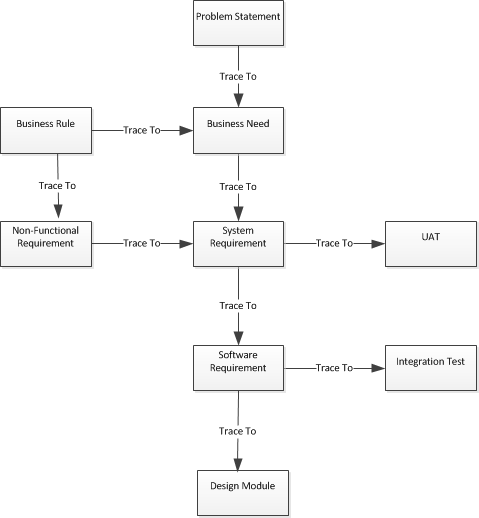 Problem Statement
Trace To
Business Rule
Trace To
Business Need
Trace To
Trace To
Non-Functional
Requirement
Trace To
System
Requirement
Trace To
UAT
Trace To
Software
Requirement
Trace To
Integration Test
Trace To
Design Module